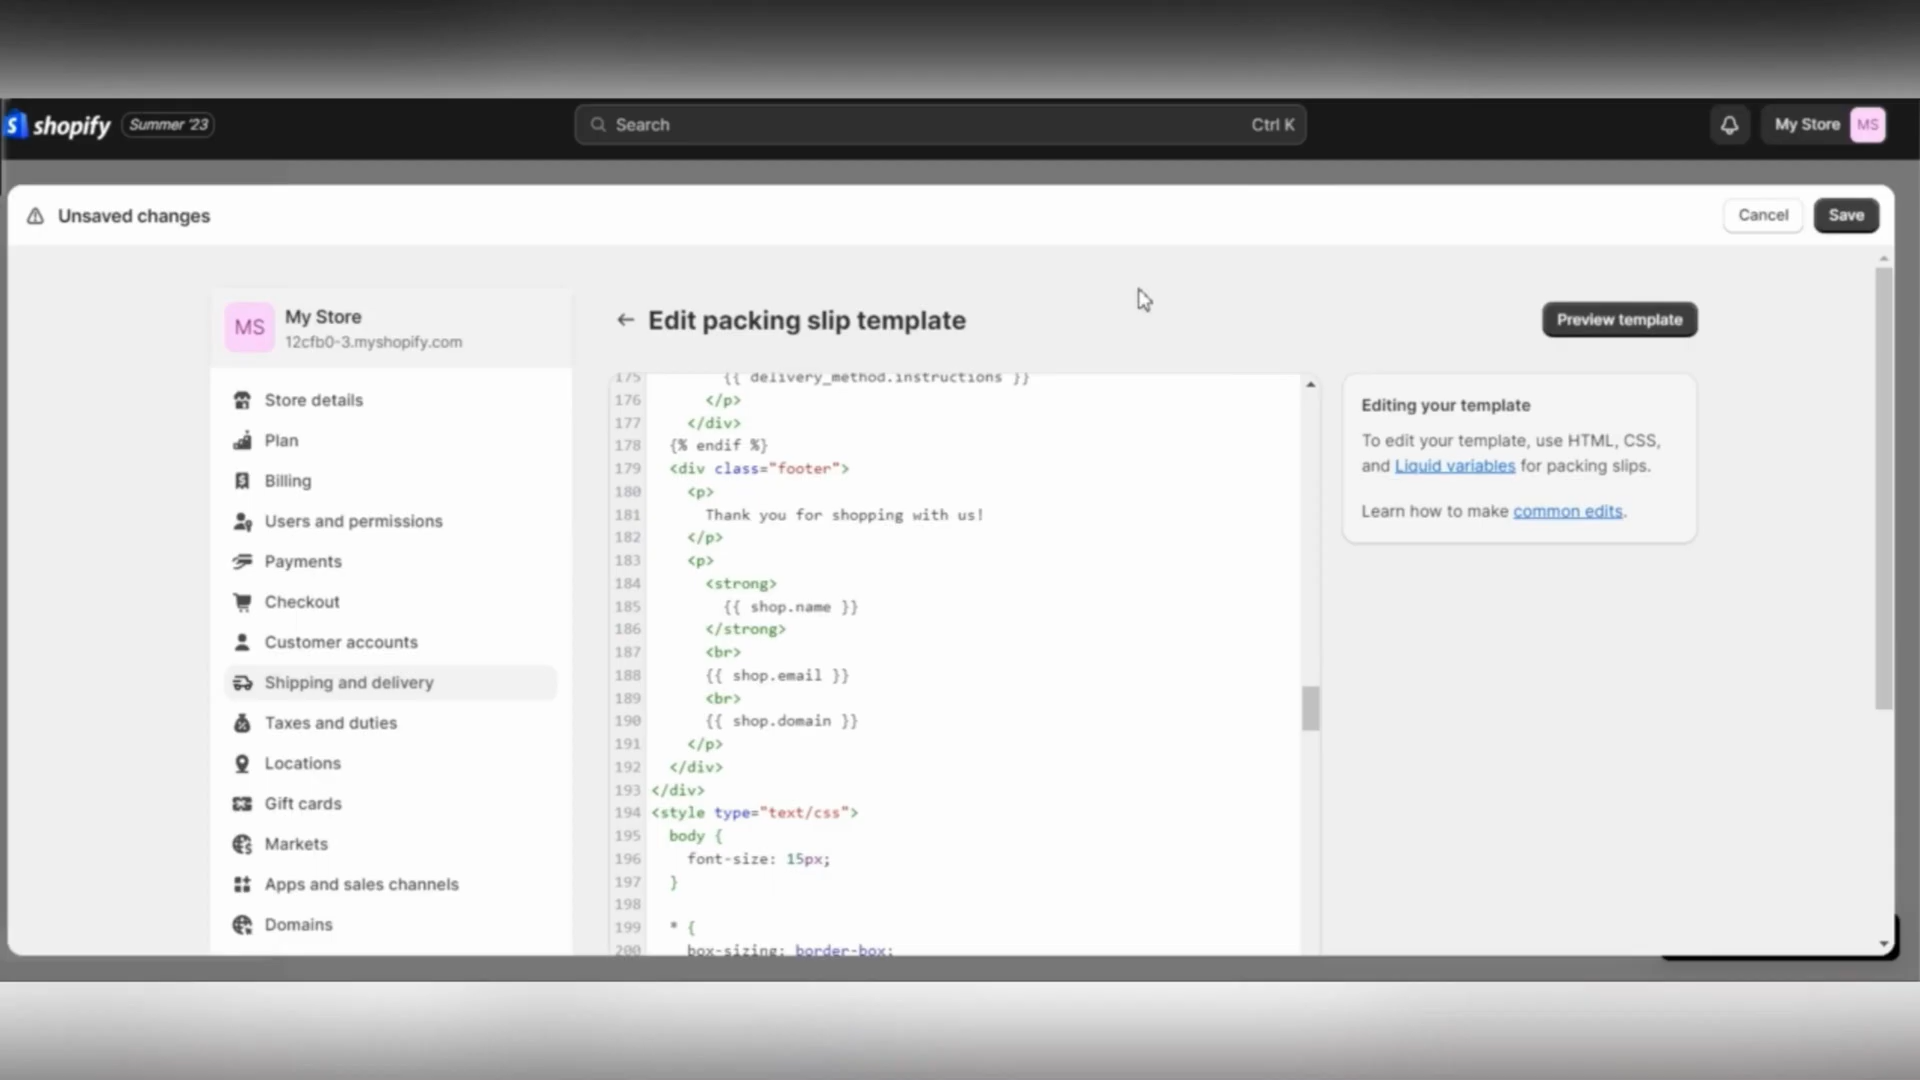 shopify Summer '23
Search Ctrl K
My Store MS
Unsaved changes
Cancel Save
MS My Store
12cfb0-3.myshopify.com
Store details
Plan
Billing
Users and permissions
Payments
Checkout
Customer accounts
Shipping and delivery
Taxes and duties
Locations
Gift cards
Markets
Apps and sales channels
Domains
← Edit packing slip template
Preview template
175 {{ delivery_method.instructions }}
176 </p>
177 </div>
178 {% endif %}
179 <div class="footer">
180 <p>
181 Thank you for shopping with us!
182 </p>
183 <p>
184 <strong>
185 {{ shop.name }}
186 </strong>
187 <br>
188 {{ shop.email }}
189 <br>
190 {{ shop.domain }}
191 </p>
192 </div>
193 </div>
194 <style type="text/css">
195 body {
196 font-size: 15px;
197 }
198
199 * {
200 box-sizing: border-box;
Editing your template
To edit your template, use HTML, CSS,
and Liquid variables for packing slips.
Learn how to make common edits.